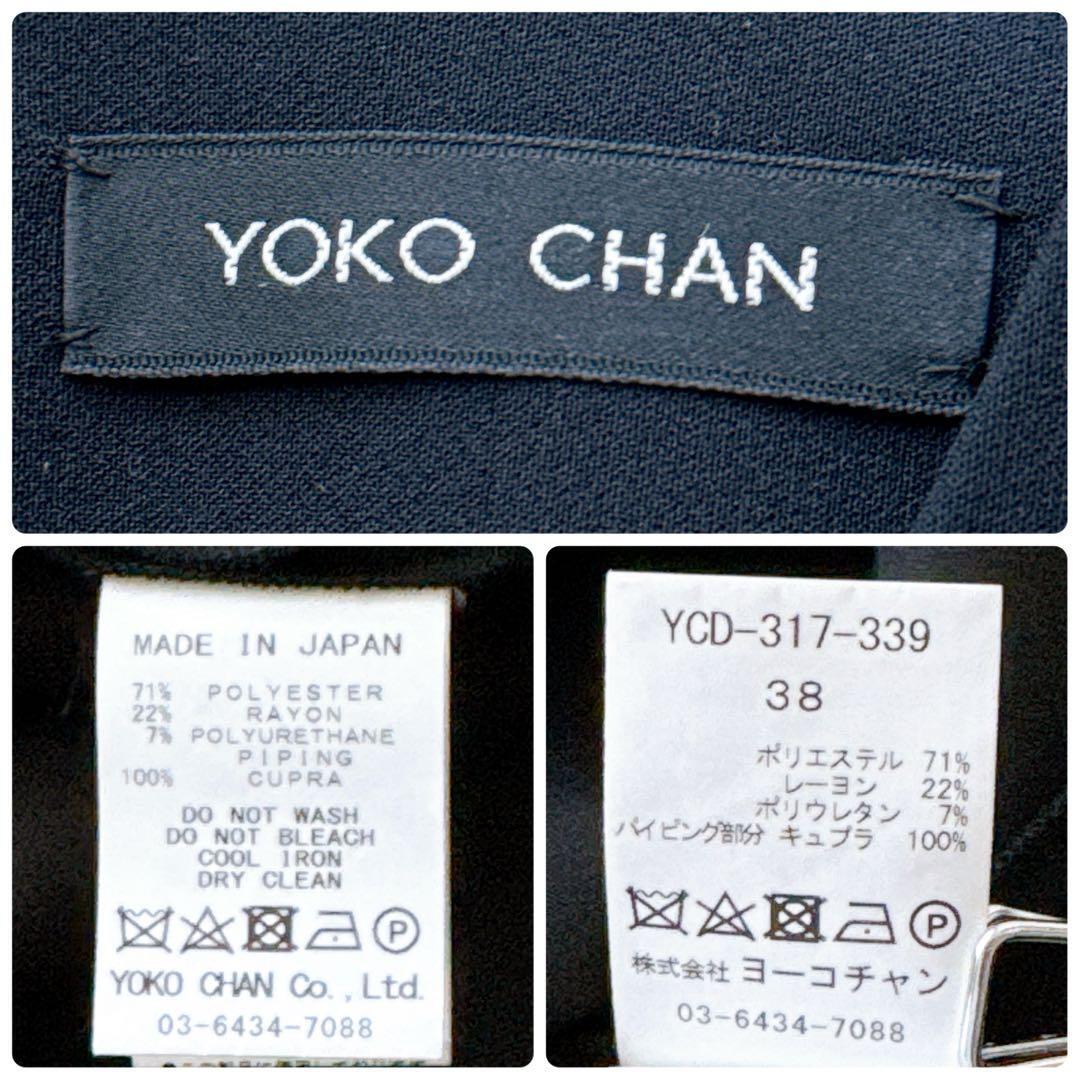 YOKO CHAN
MADE IN JAPAN
71% POLYESTER
22% RAYON
7% POLYURETHANE
PIPING
100% CUPRA
DO NOT WASH
DO NOT BLEACH
COOL IRON
DRY CLEAN
P
YOKO CHAN Co.,Ltd.
03-6434-7088
YCD-317-339
38
ポリエステル 71%
レーヨン 22%
ポリウレタン 7%
パイピング部分 キュプラ 100%
P
株式会社 ヨーコチャン
03-6434-7088